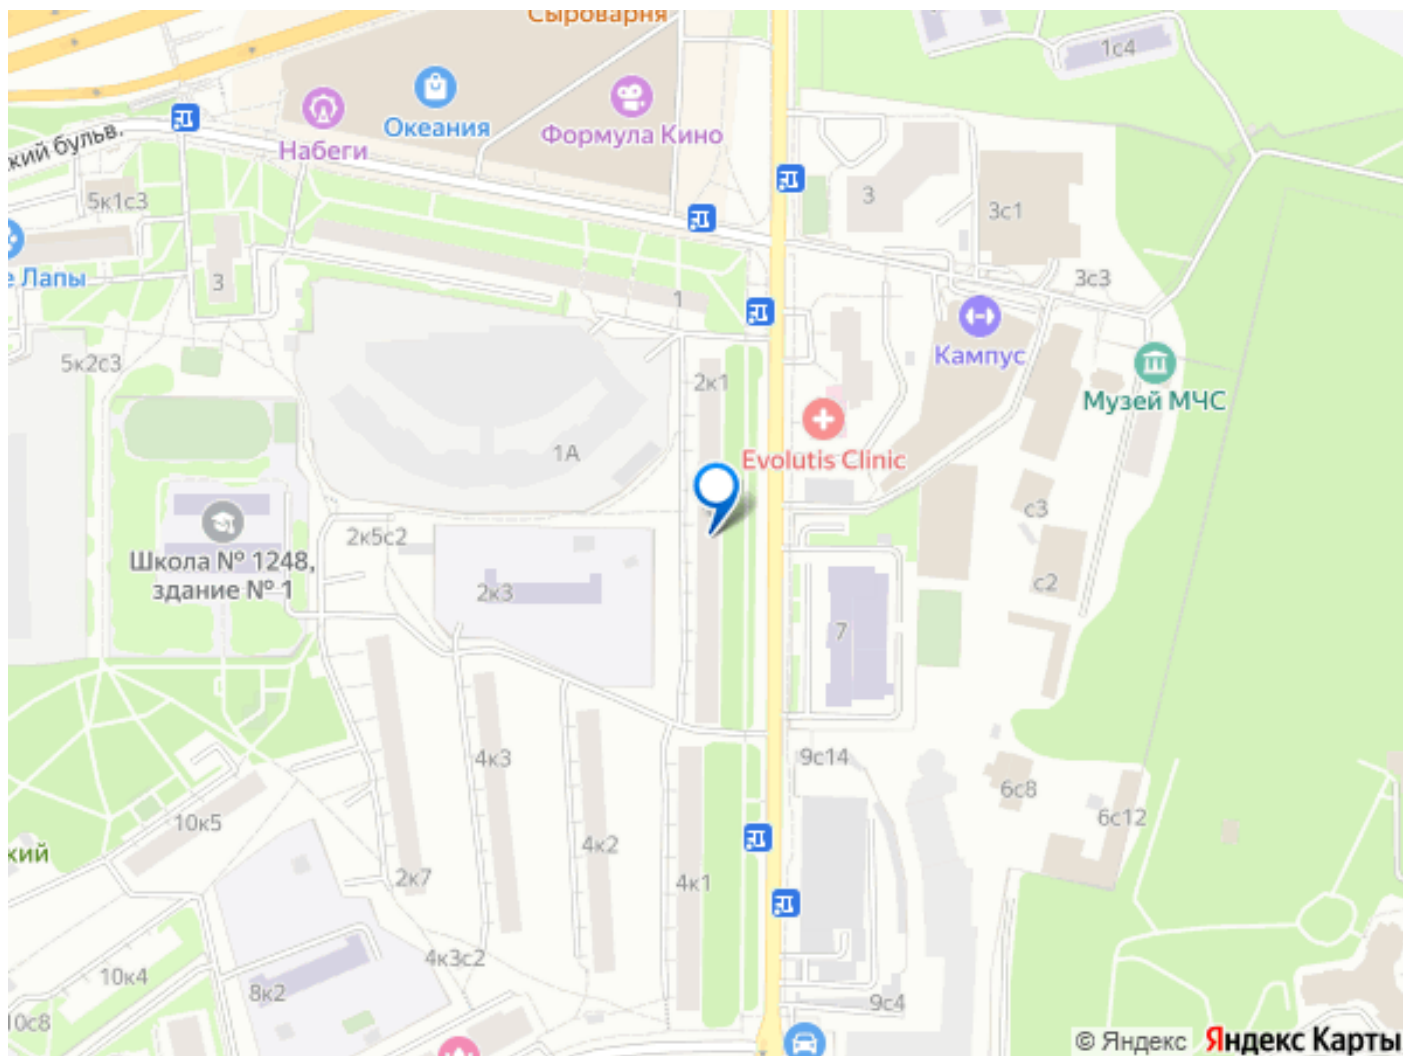 Сыроварня
1с4
Океания
Формула Кино
Набеги
кий бульв.
5к1с3
3
3с1
е Лапы
3
3с3
1
Кампус
5к2с3
2к1
Музей МЧС
1А
Evolutis Clinic
с3
2к5с2
Школа № 1248,
здание № 1
2к3
с2
7
4к3
9с14
6с8
10к5
6с12
4к2
кий
2к7
4к1
4к3с2
10к4
8к2
9с4
10с8
© Яндекс Яндекс Карты